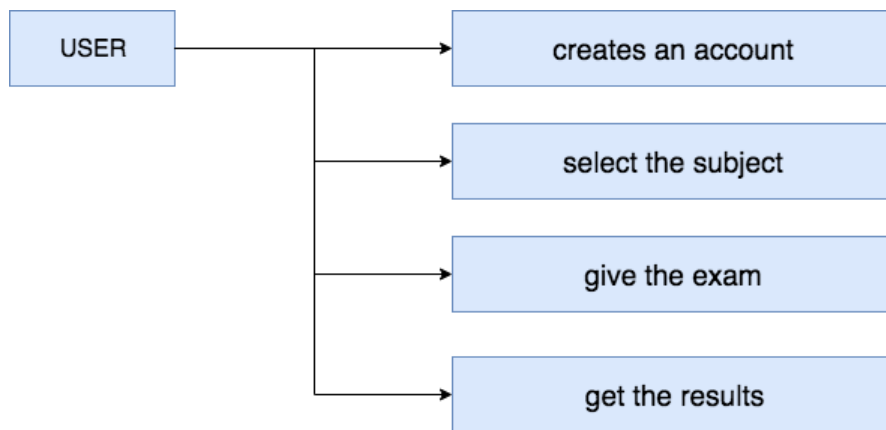 USER
creates an account
select the subject
give the exam
get the results